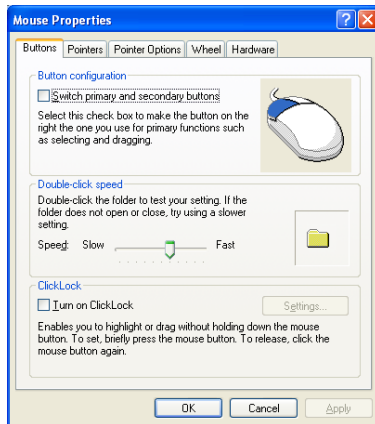 Mouse Properties
Buttons Pointers Pointer Options Wheel Hardware
Button configuration
Switch primary and secondary buttons
Select this check box to make the button on the
right the one you use for primary functions such
as selecting and dragging.
Double-click speed
Double-click the folder to test your setting. If the
folder does not open or close, try using a slower
setting.
Speed: Slow Fast
ClickLock
Turn on ClickLock
Settings...
Enables you to highlight or drag without holding down the mouse
button. To set, briefly press the mouse button. To release, click the
mouse button again.
OK Cancel Apply